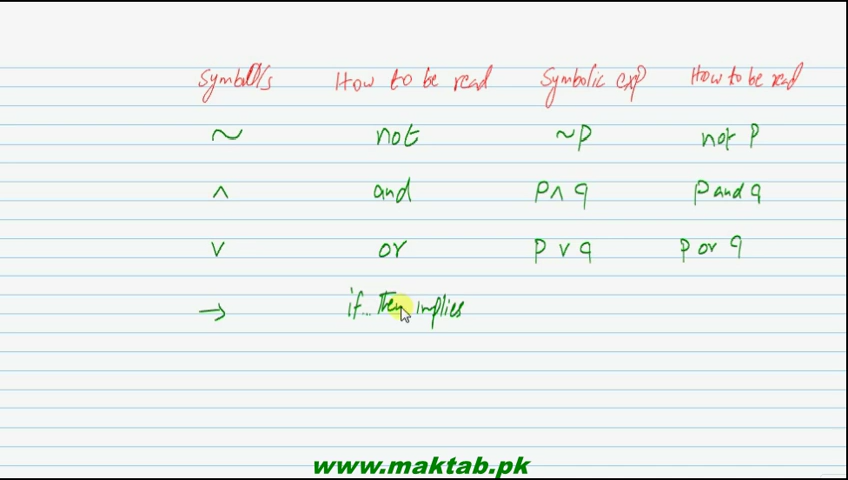 Symbols How to be read Symbolic exp How to be read
~ not ~p not p
∧ and p∧q p and q
∨ or p∨q p or q
→ if... then implies
www.maktab.pk